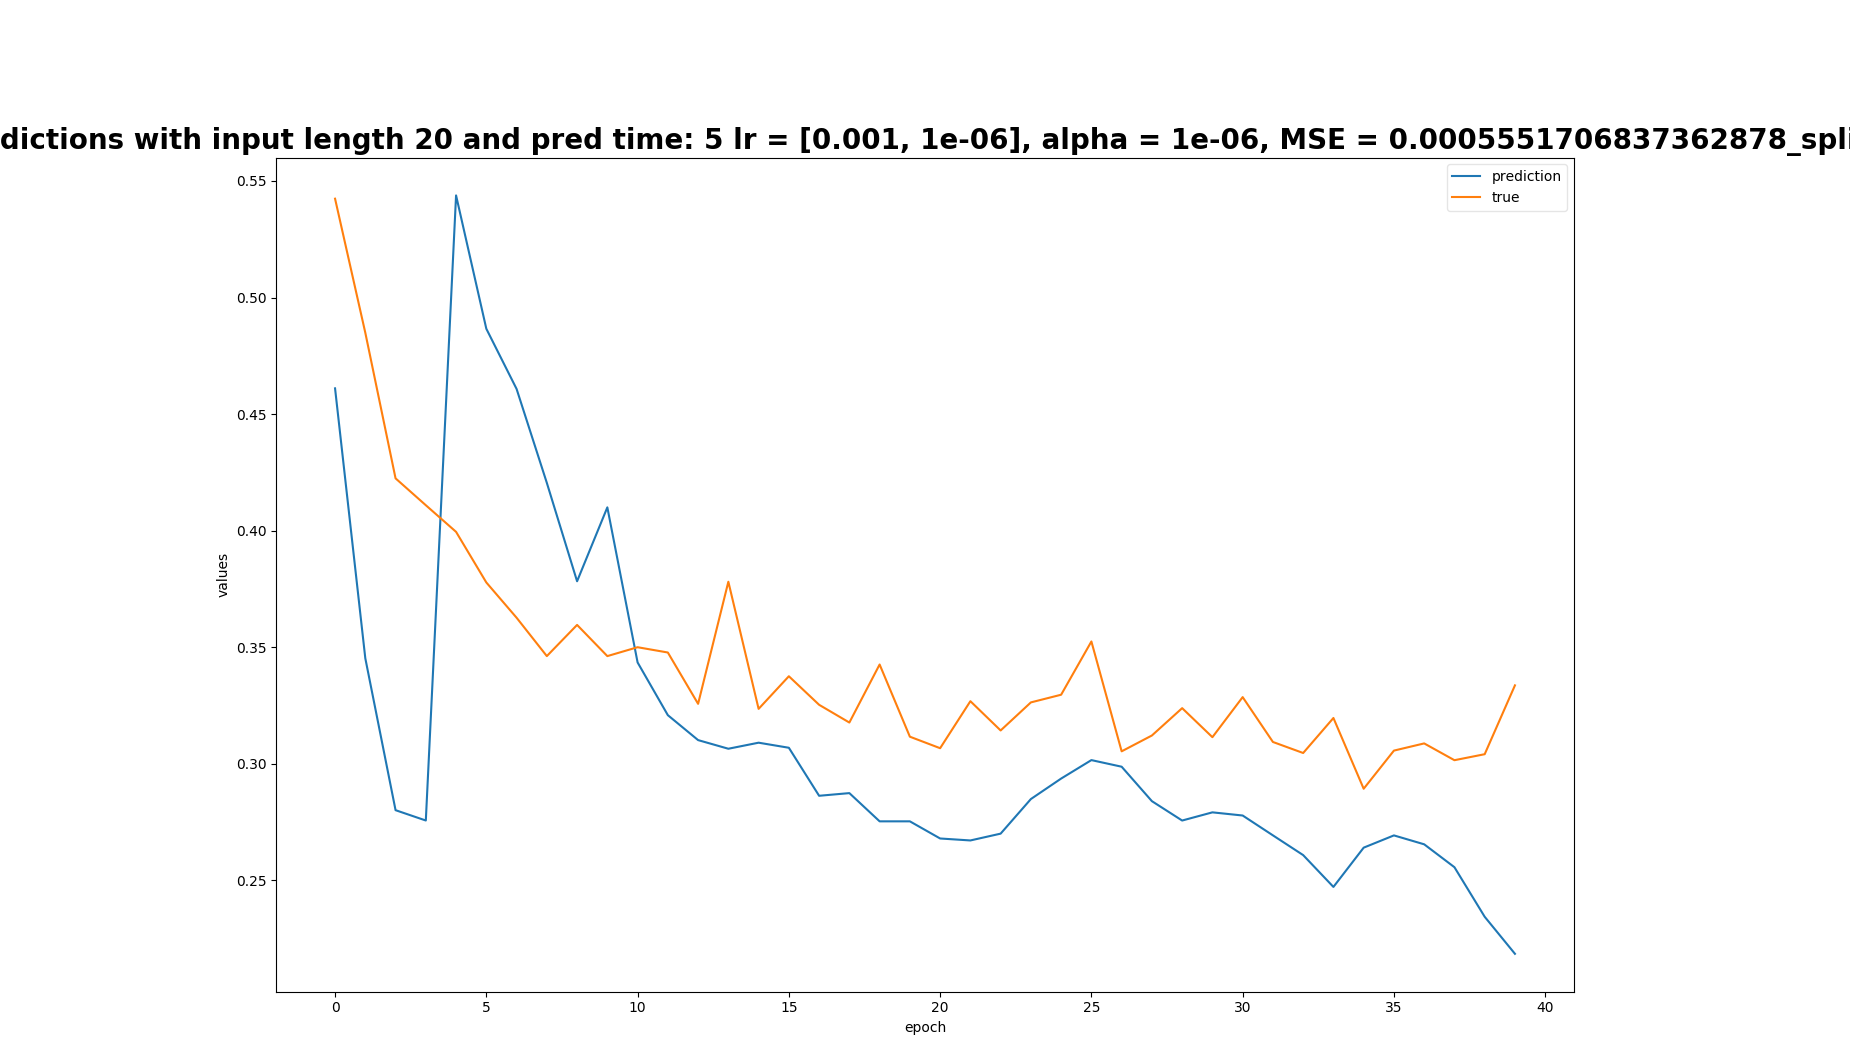 dictions with input length 20 and pred time: 5 lr = [0.001, 1e-06], alpha = 1e-06, MSE = 0.0005551706837362878_spli
prediction
true
0.55
0.50
0.45
0.40
0.35
0.30
0.25
values
0 5 10 15 20 25 30 35 40
epoch